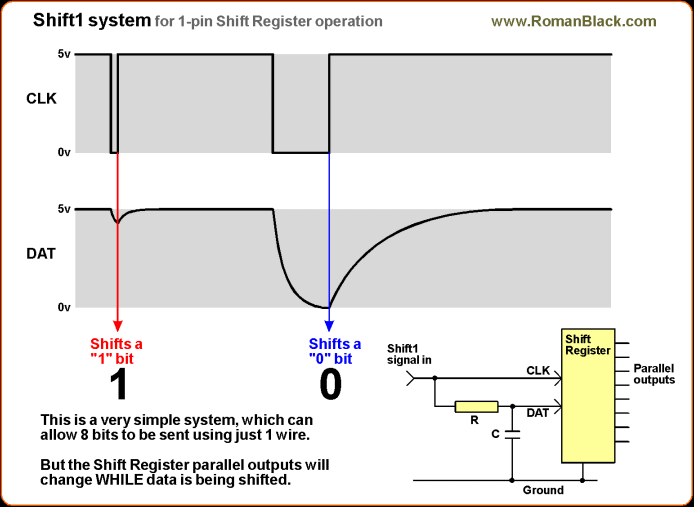 Shift1 system for 1-pin Shift Register operation
www.RomanBlack.com
5v
CLK
0v
5v
DAT
0v
Shifts a
"1" bit
1
Shifts a
"0" bit
0
Shift1
signal in
Shift
Register
CLK
DAT
R
C
Parallel
outputs
Ground
This is a very simple system, which can
allow 8 bits to be sent using just 1 wire.
But the Shift Register parallel outputs will
change WHILE data is being shifted.